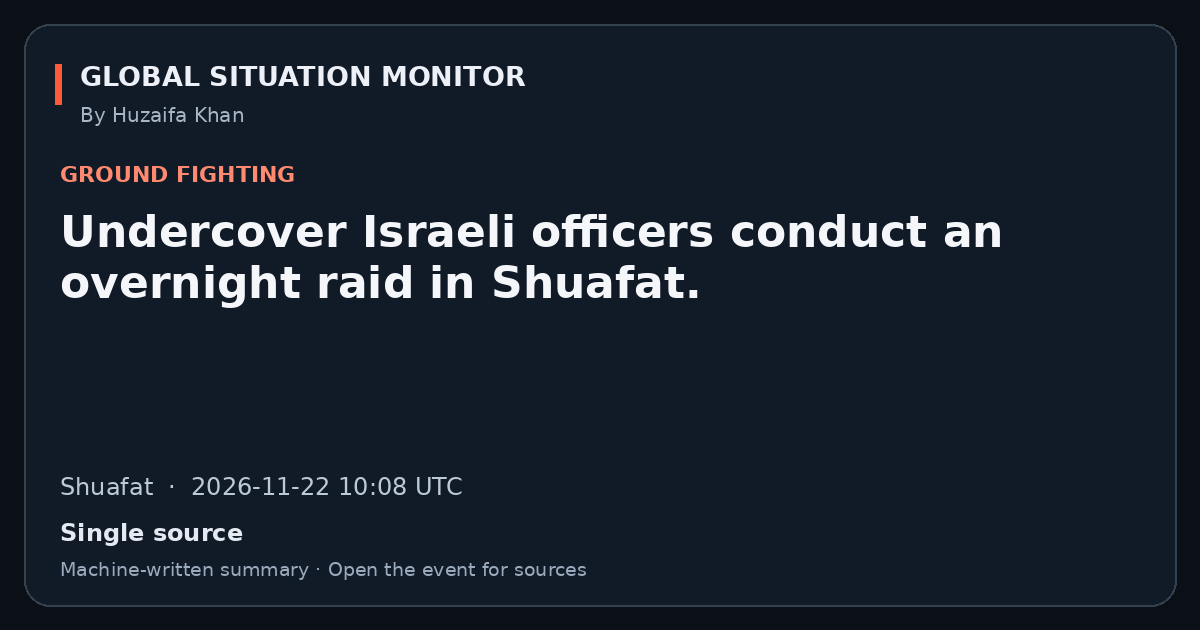 GLOBAL SITUATION MONITOR
By Huzaifa Khan
GROUND FIGHTING
Undercover Israeli officers conduct an
overnight raid in Shuafat.
Shuafat · 2026-11-22 10:08 UTC
Single source
Machine-written summary · Open the event for sources